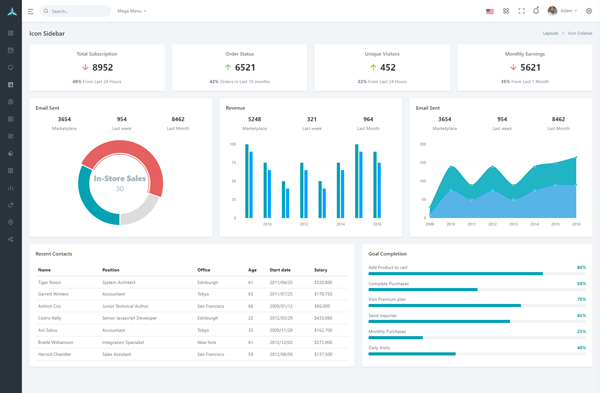 Search...
Mega Menu
Adam
Icon Sidebar
Layouts > Icon Sidebar
Total Subscription
8952
48% From Last 24 Hours
Order Status
6521
42% Orders in Last 10 months
Unique Visitors
452
22% From Last 24 Hours
Monthly Earnings
5621
35% From Last 1 Month
Email Sent
3654 954 8462
Marketplace Last week Last Month
In-Store Sales
30
Revenue
5248 321 964
Marketplace Last week Last Month
100
75
50
25
0
2010 2012 2014 2016
Email Sent
3654 954 8462
Marketplace Last week Last Month
200
150
100
50
0
2008 2010 2011 2012 2013 2014 2015 2016
Recent Contacts
Name Position Office Age Start date Salary
Tiger Nixon System Architect Edinburgh 61 2011/04/25 $320,800
Garrett Winters Accountant Tokyo 63 2011/07/25 $170,750
Ashton Cox Junior Technical Author San Francisco 66 2009/01/12 $86,000
Cedric Kelly Senior Javascript Developer Edinburgh 22 2012/03/29 $433,060
Airi Satou Accountant Tokyo 33 2008/11/28 $162,700
Brielle Williamson Integration Specialist New York 61 2012/12/02 $372,000
Herrod Chandler Sales Assistant San Francisco 59 2012/08/06 $137,500
Goal Completion
Add Product to cart 80%
Complete Purchases 50%
Visit Premium plan 70%
Send Inquiries 65%
Monthly Purchases 25%
Daily Visits 40%